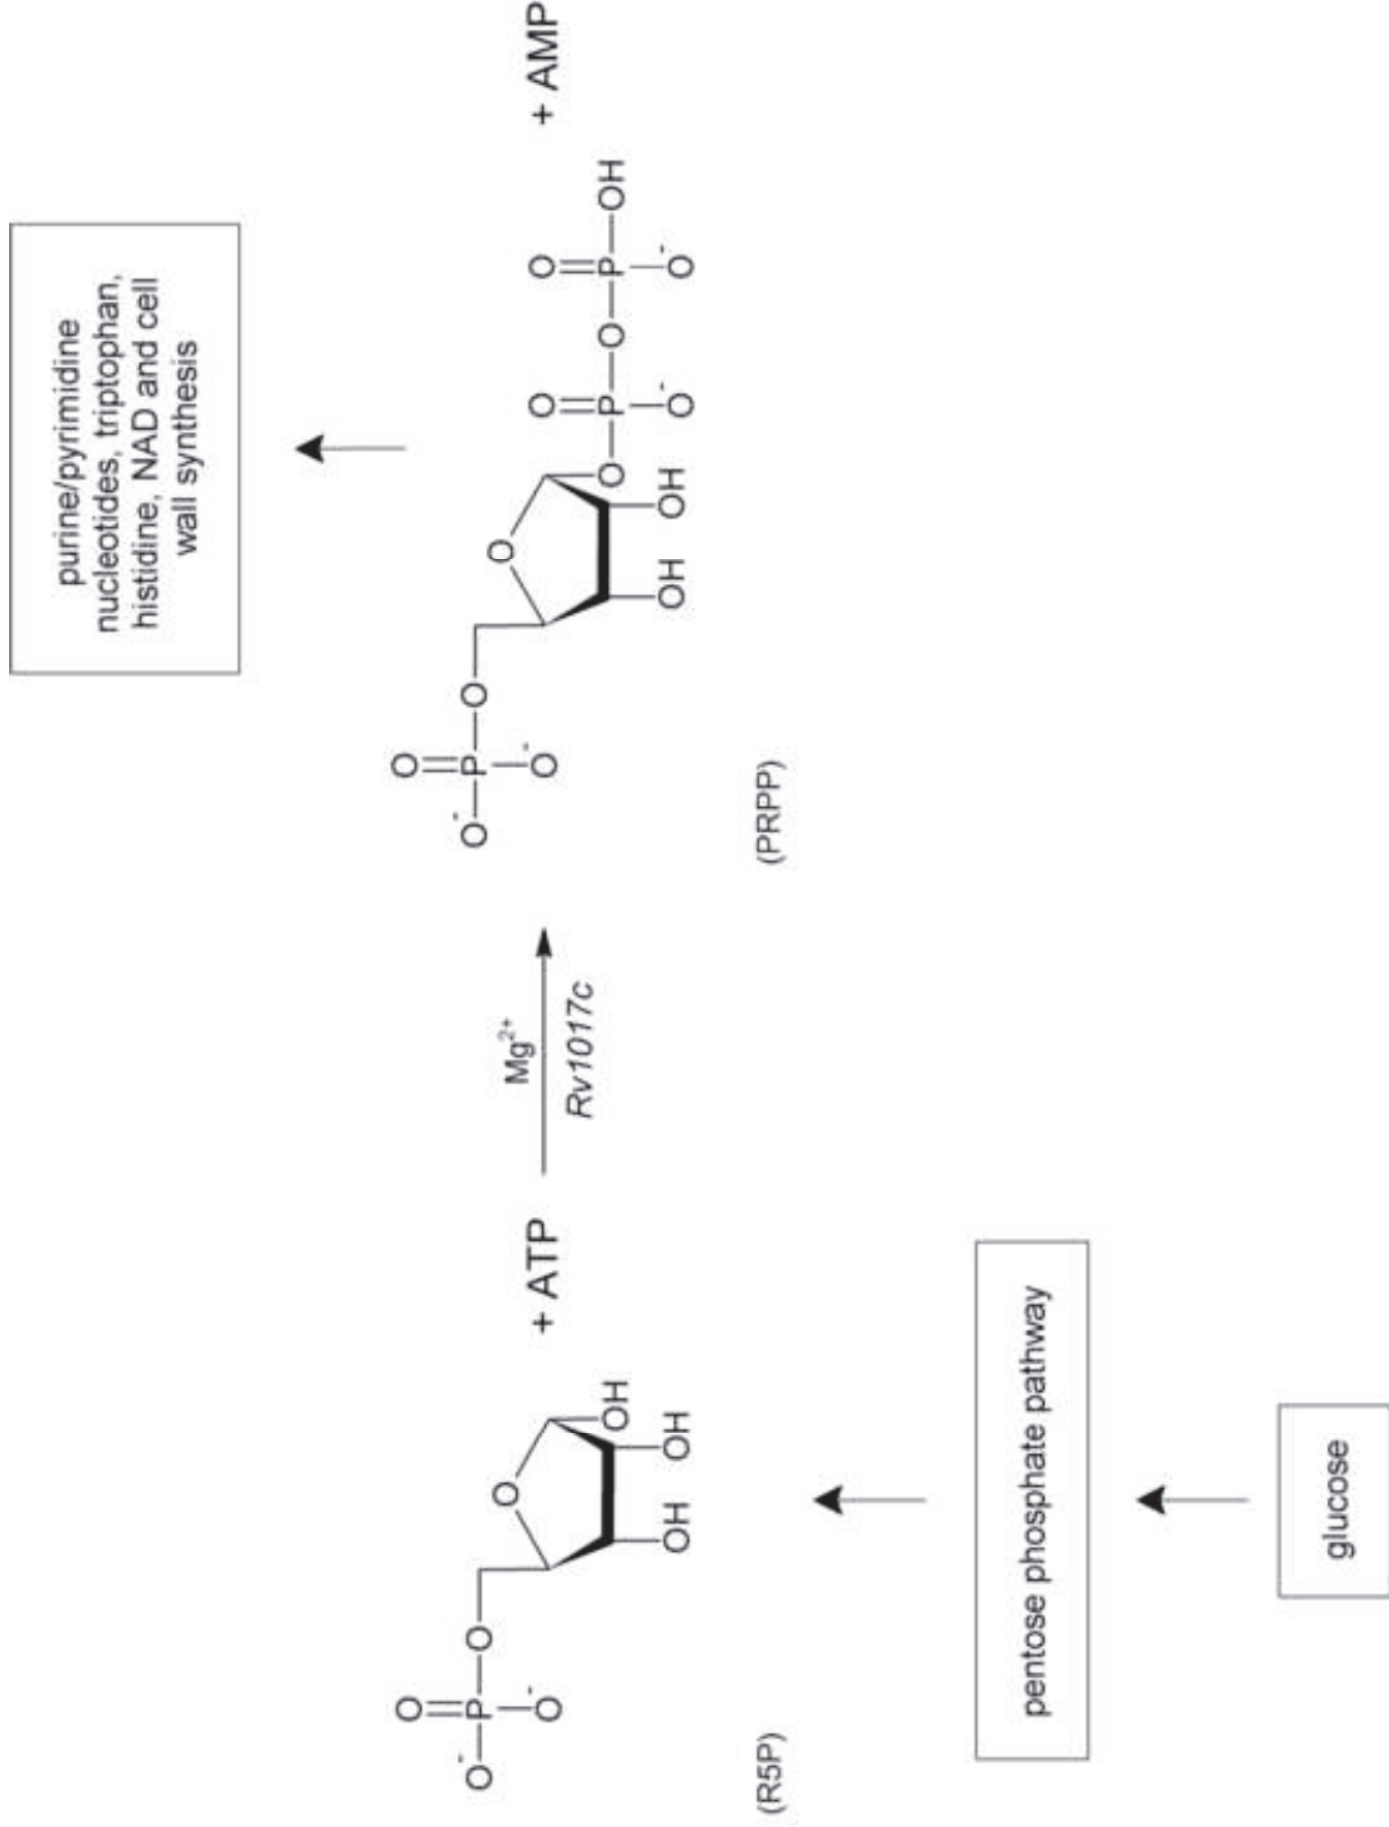 purine/pyrimidine
nucleotides, triptophan,
histidine, NAD and cell
wall synthesis
O
O- P O
O
O-
OH
OH OH
+ ATP
Mg2+
Rv1017c
O
O- P O
O
O-
O O
O P O P OH
OH OH
O- O-
+ AMP
(R5P)
(PRPP)
pentose phosphate pathway
glucose